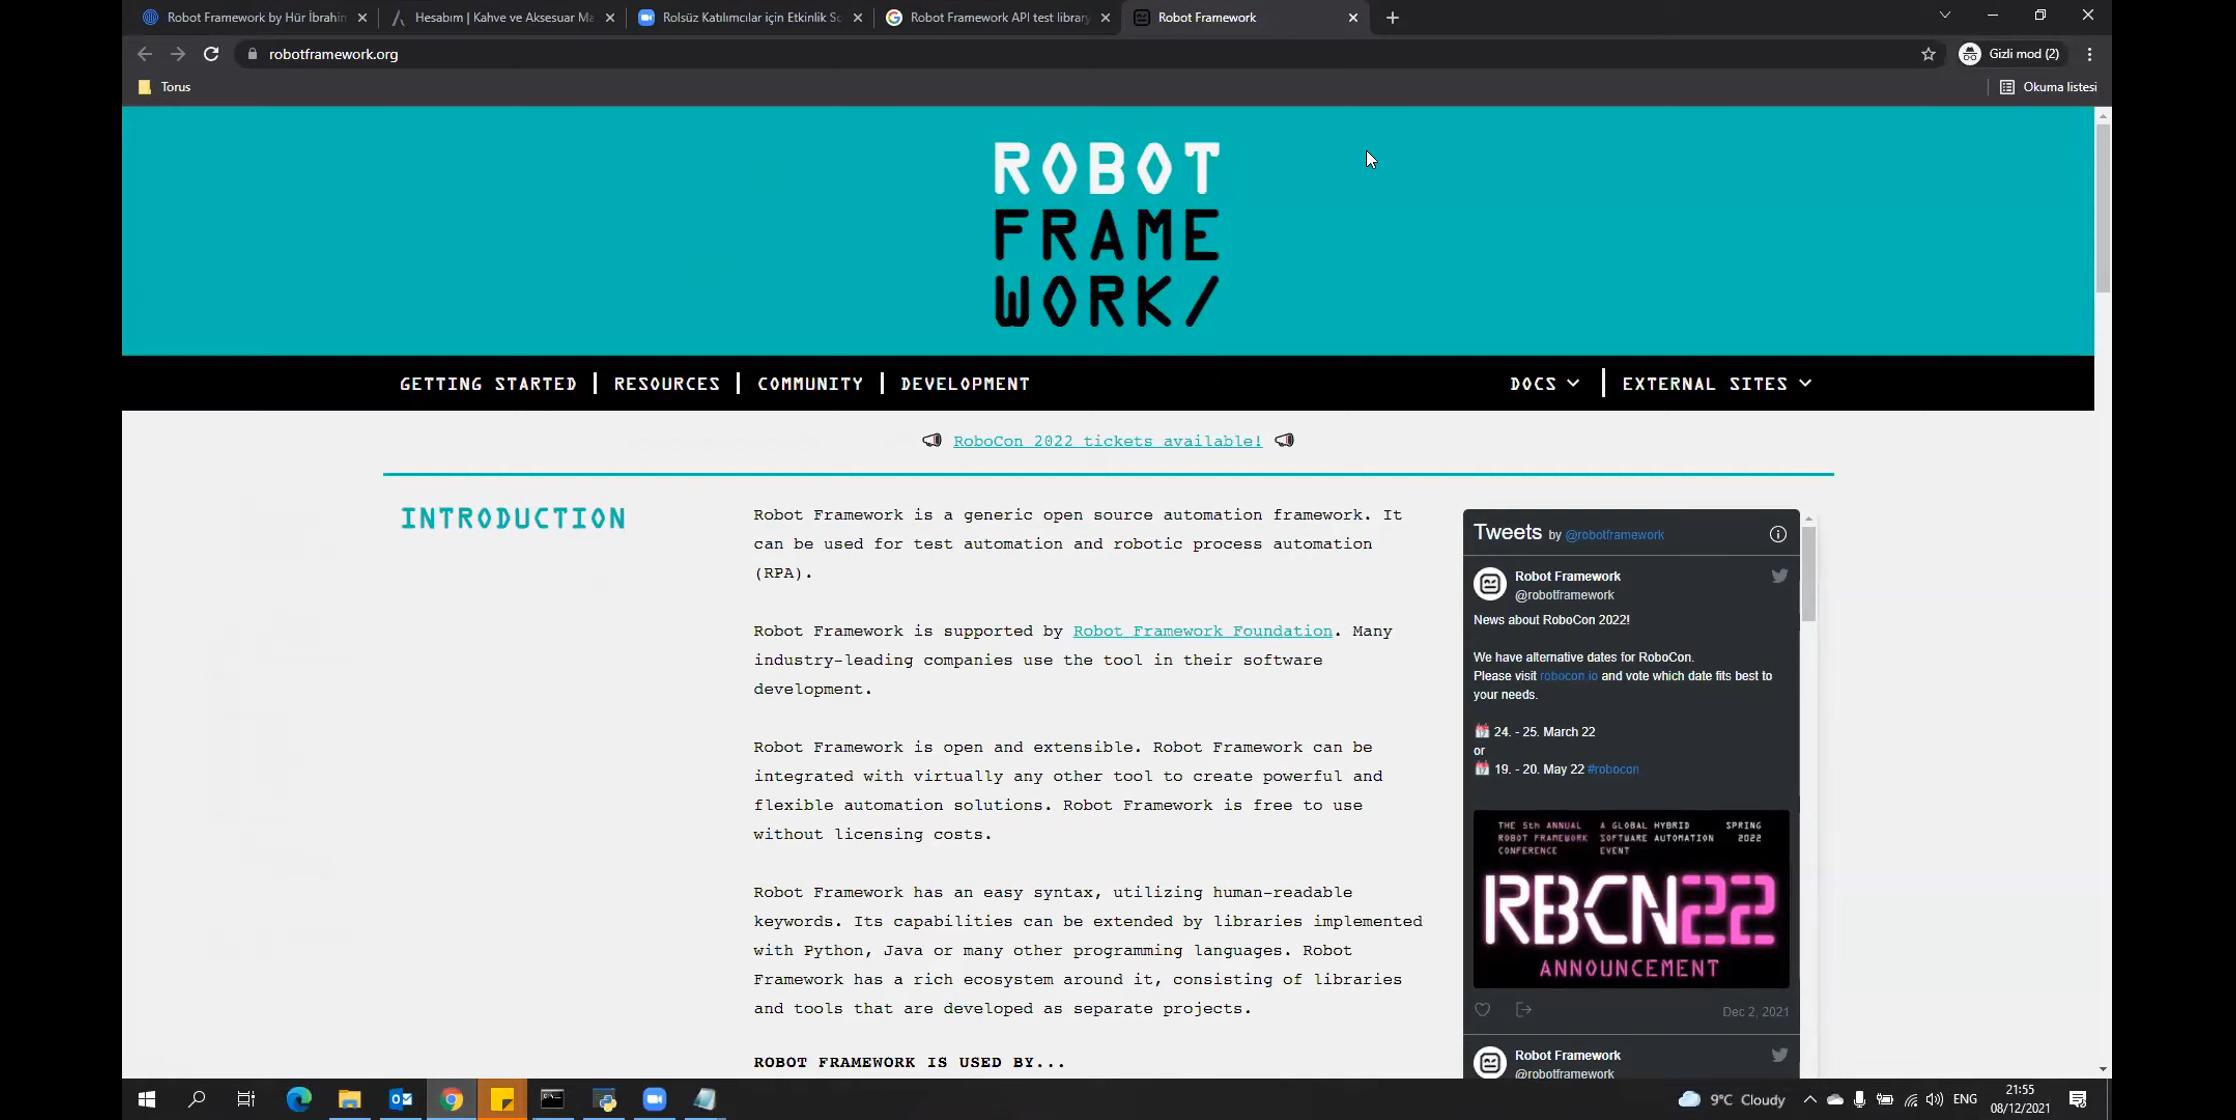 Robot Framework by Hür İbrahim
Hesabım | Kahve ve Aksesuar Ma
Rolsüz Katılımcılar için Etkinlik So
Robot Framework API test library
Robot Framework
robotframework.org
Gizli mod (2)
Torus
Okuma listesi
ROBOT
FRAME
WORK/
GETTING STARTED | RESOURCES | COMMUNITY | DEVELOPMENT
DOCS | EXTERNAL SITES
RoboCon 2022 tickets available!
INTRODUCTION
Robot Framework is a generic open source automation framework. It
can be used for test automation and robotic process automation
(RPA).
Robot Framework is supported by Robot Framework Foundation. Many
industry-leading companies use the tool in their software
development.
Robot Framework is open and extensible. Robot Framework can be
integrated with virtually any other tool to create powerful and
flexible automation solutions. Robot Framework is free to use
without licensing costs.
Robot Framework has an easy syntax, utilizing human-readable
keywords. Its capabilities can be extended by libraries implemented
with Python, Java or many other programming languages. Robot
Framework has a rich ecosystem around it, consisting of libraries
and tools that are developed as separate projects.
ROBOT FRAMEWORK IS USED BY...
Tweets by @robotframework
Robot Framework
@robotframework
News about RoboCon 2022!
We have alternative dates for RoboCon.
Please visit robocon.io and vote which date fits best to
your needs.
24. - 25. March 22
or
19. - 20. May 22 #robocon
THE 5th ANNUAL
ROBOT FRAMEWORK
CONFERENCE
A GLOBAL HYBRID
SOFTWARE AUTOMATION
EVENT
SPRING
2022
RBCN22
ANNOUNCEMENT
Dec 2, 2021
Robot Framework
@robotframework
9°C Cloudy
ENG
21:55
08/12/2021